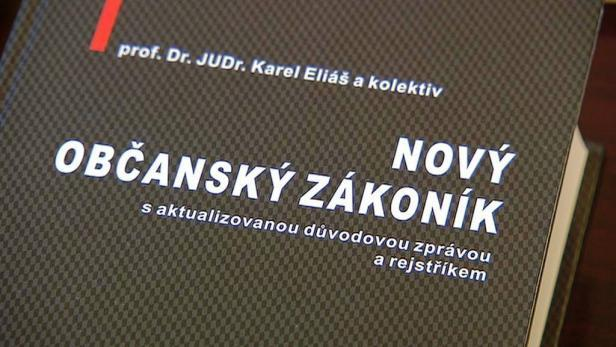 prof. Dr. JUDr. Karel Eliáš a kolektiv
NOVÝ
OBČANSKÝ ZÁKONÍK
s aktualizovanou důvodovou zprávou
a rejstříkem